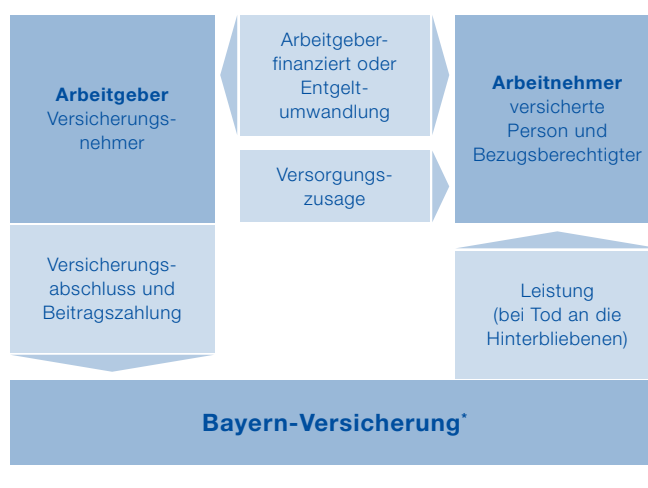 Arbeitgeber
Versicherungs-
nehmer
Arbeitgeber-
finanziert oder
Entgelt-
umwandlung
Arbeitnehmer
versicherte
Person und
Bezugsberechtigter
Versorgungs-
zusage
Versicherungs-
abschluss und
Beitragszahlung
Leistung
(bei Tod an die
Hinterbliebenen)
Bayern-Versicherung*